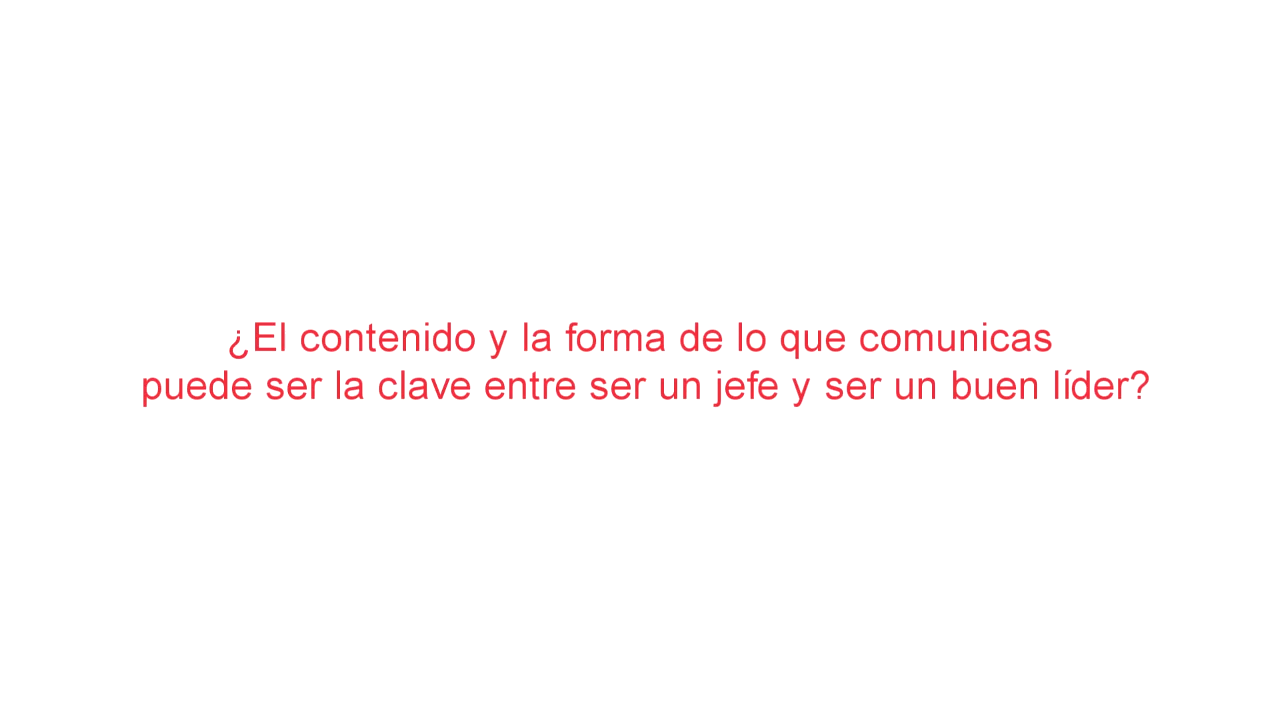 ¿El contenido y la forma de lo que comunicas
puede ser la clave entre ser un jefe y ser un buen líder?